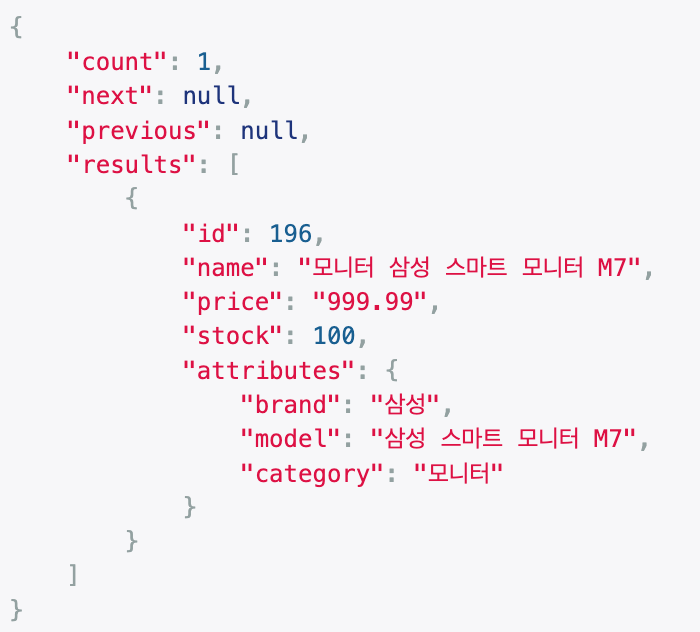 {
    "count": 1,
    "next": null,
    "previous": null,
    "results": [
        {
            "id": 196,
            "name": "모니터 삼성 스마트 모니터 M7",
            "price": "999.99",
            "stock": 100,
            "attributes": {
                "brand": "삼성",
                "model": "삼성 스마트 모니터 M7",
                "category": "모니터"
            }
        }
    ]
}